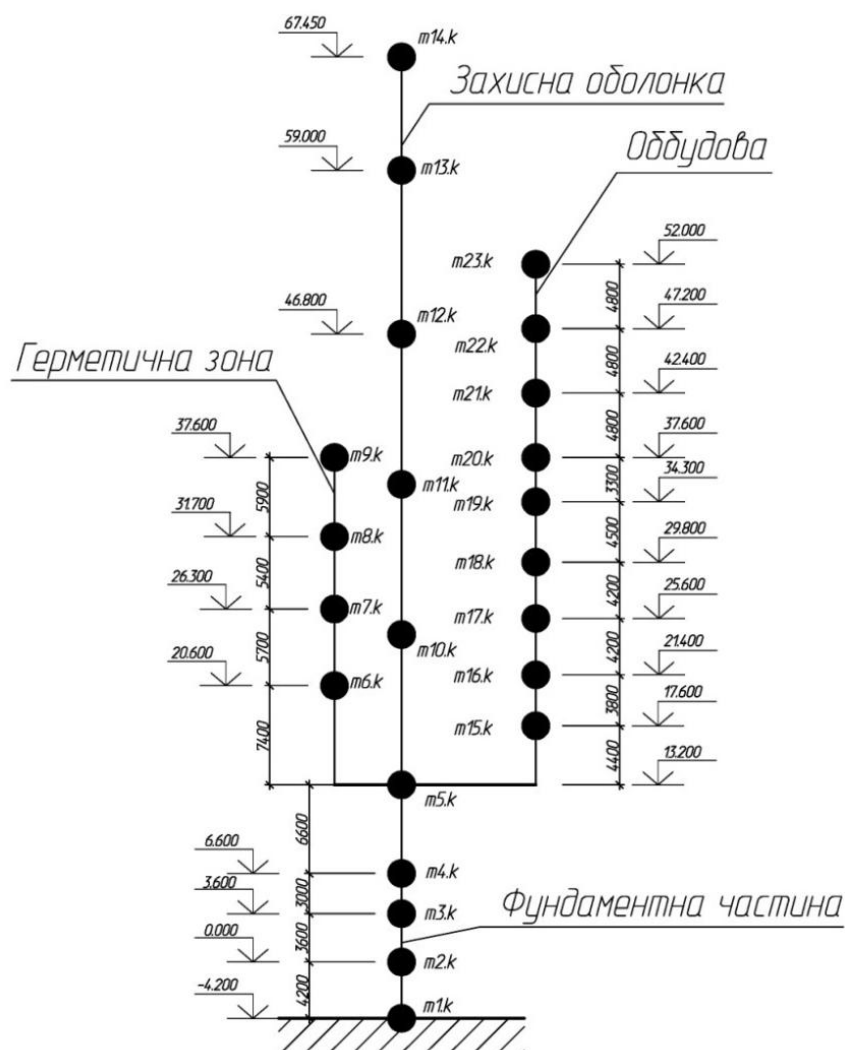 67.450
m14.k
Захисна оболонка
59.000
m13.k
Оббудова
52.000
m23.k
4800
47.200
46.800
m12.k
m22.k
4800
Герметична зона
42.400
m21.k
4800
37.600
37.600
m9.k
m20.k
3300
34.300
m11.k
m19.k
5900
31.700
4500
m8.k
29.800
m18.k
5400
4200
26.300
25.600
m7.k
m17.k
m10.k
5700
4200
20.600
21.400
m6.k
m16.k
3800
17.600
m15.k
7400
4400
13.200
m5.k
6600
6.600
m4.k
3000
3.600
m3.k
Фундаментна частина
3600
0.000
m2.k
4200
-4.200
m1.k